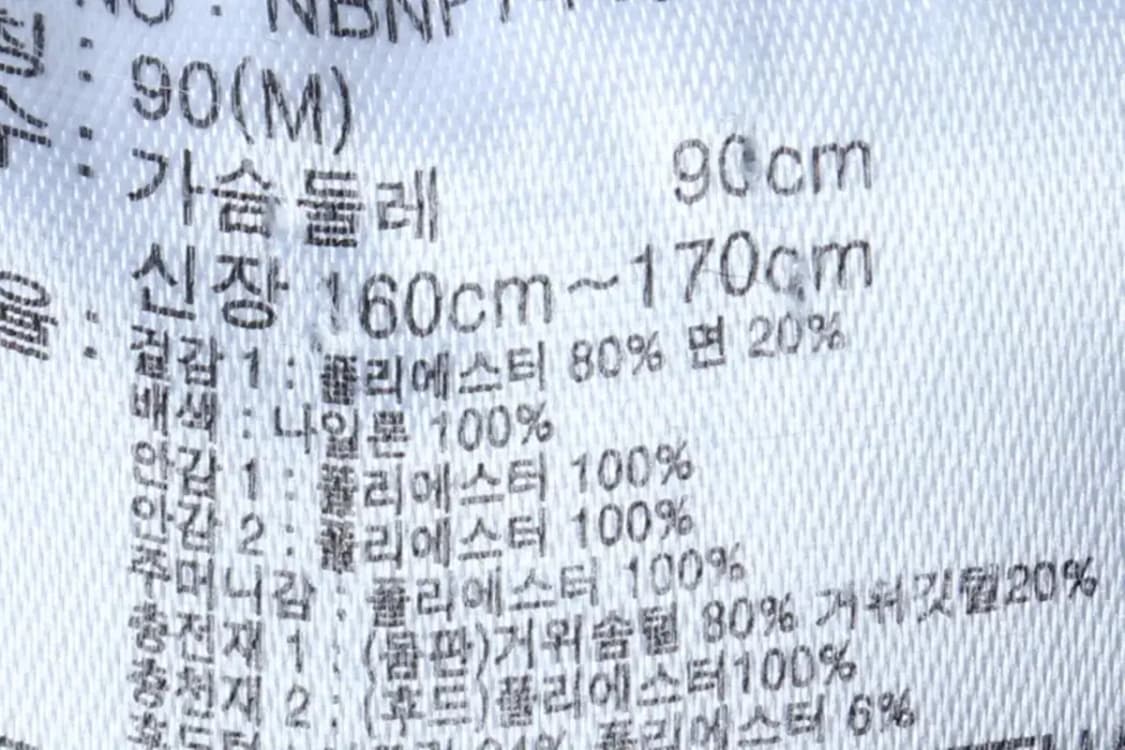 NO : NBNP
90(M)
가슴둘레 90cm
신장 160cm~170cm
겉감 1 : 폴리에스터 80% 면 20%
배색 : 나일론 100%
안감 1 : 폴리에스터 100%
안감 2 : 폴리에스터 100%
주머니감 : 폴리에스터 100%
충전재 1 : (몸판)거위솜털 80% 거위깃털20%
충전재 2 : (후드)폴리에스터100%
폴리에스터 6%